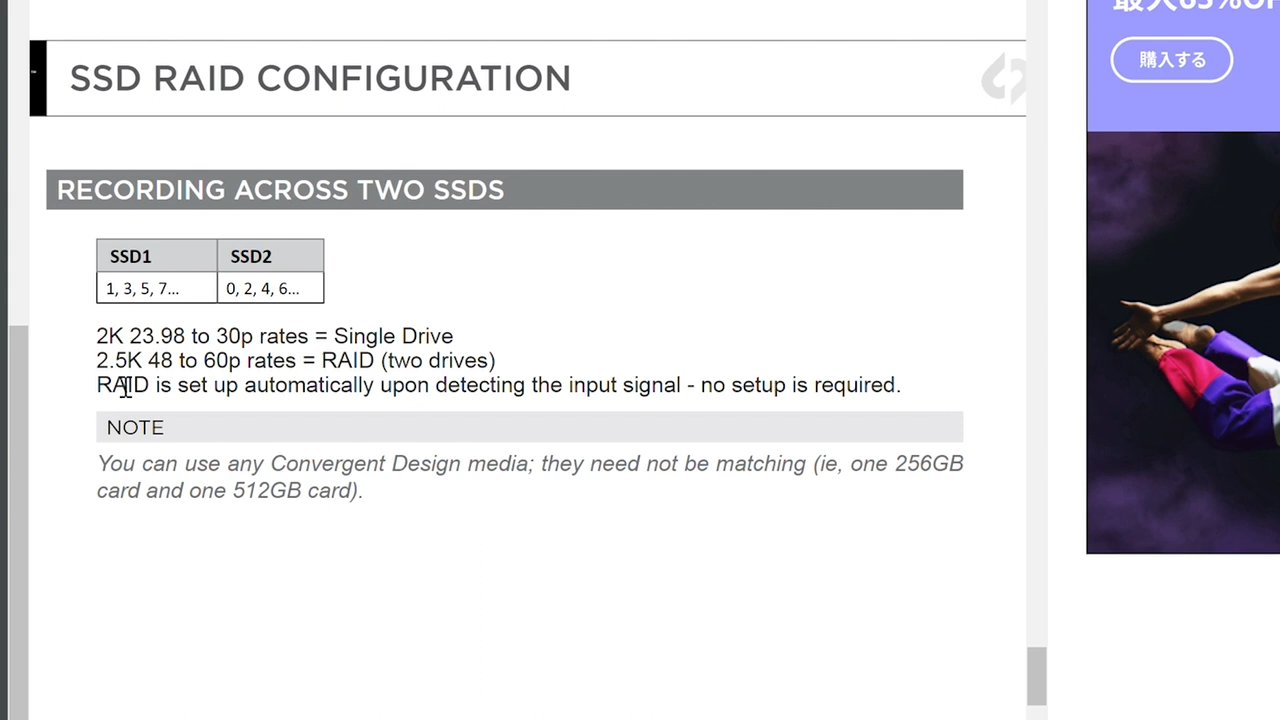 SSD RAID CONFIGURATION
RECORDING ACROSS TWO SSDS
SSD1 SSD2
1, 3, 5, 7... 0, 2, 4, 6...
2K 23.98 to 30p rates = Single Drive
2.5K 48 to 60p rates = RAID (two drives)
RAID is set up automatically upon detecting the input signal - no setup is required.
NOTE
You can use any Convergent Design media; they need not be matching (ie, one 256GB
card and one 512GB card).
購入する